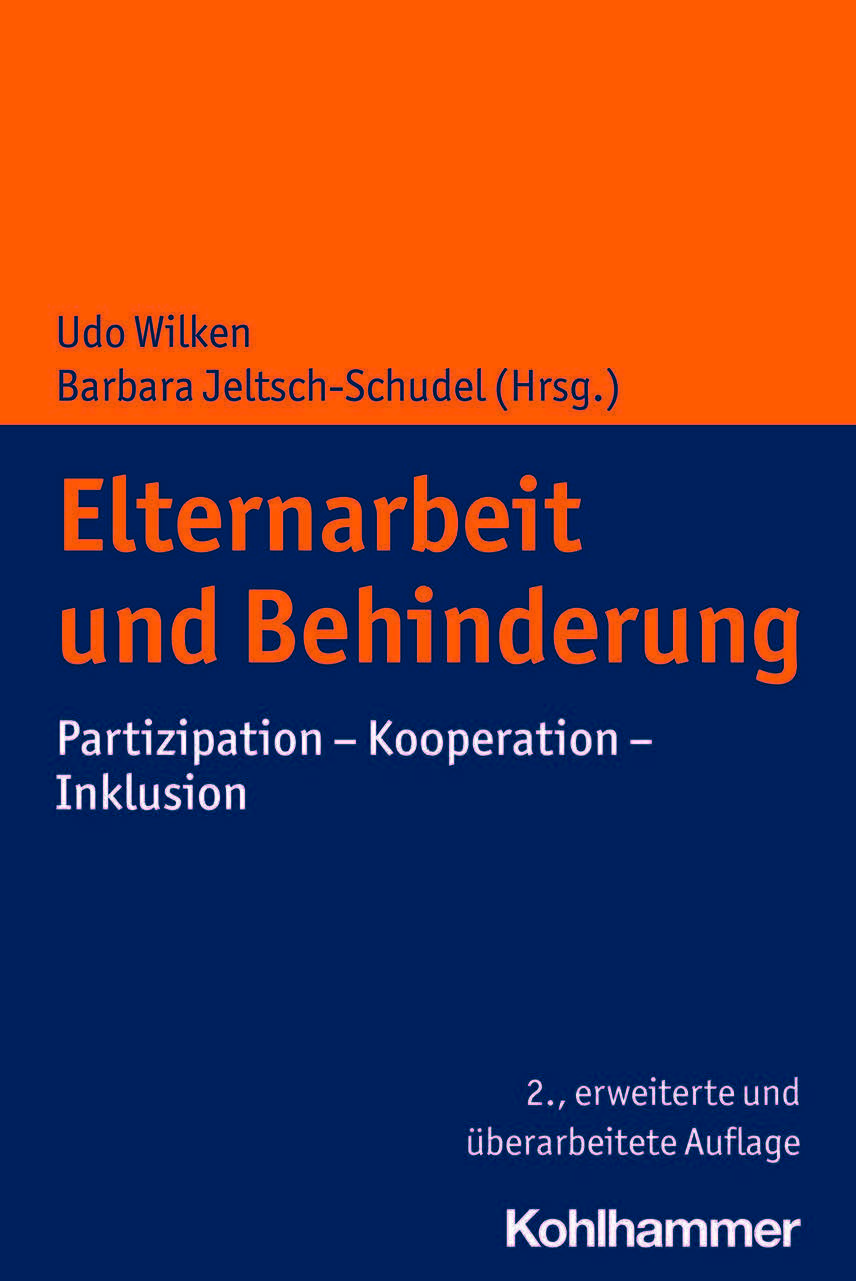 Udo Wilken
Barbara Jeltsch-Schudel (Hrsg.)
Elternarbeit
und Behinderung
Partizipation – Kooperation –
Inklusion
2., erweiterte und
überarbeitete Auflage
Kohlhammer